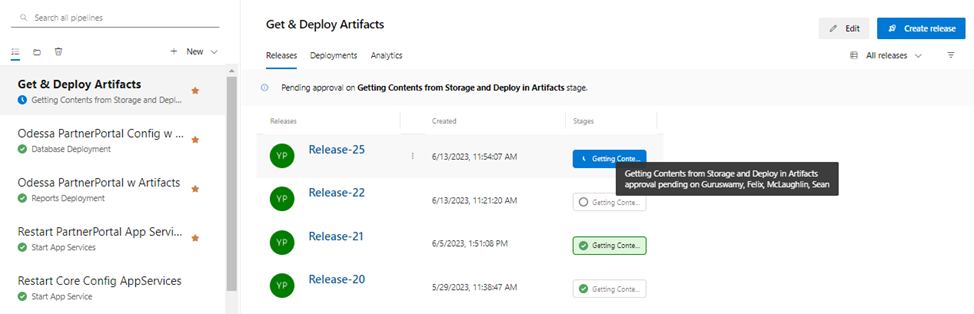 Search all pipelines
New
Get & Deploy Artifacts
Getting Contents from Storage and Depl...
Odessa PartnerPortal Config w ...
Database Deployment
Odessa PartnerPortal w Artifacts
Reports Deployment
Restart PartnerPortal App Servi...
Start App Services
Restart Core Config AppServices
Start App Service
Get & Deploy Artifacts
Edit
Create release
Releases Deployments Analytics
All releases
Pending approval on Getting Contents from Storage and Deploy in Artifacts stage.
Releases Created Stages
YP Release-25 6/13/2023, 11:54:07 AM Getting Conte...
Getting Contents from Storage and Deploy in Artifacts
approval pending on Guruswamy, Felix, McLaughlin, Sean
YP Release-22 6/13/2023, 11:21:20 AM Getting Conte...
YP Release-21 6/5/2023, 1:51:08 PM Getting Conte...
YP Release-20 5/29/2023, 11:38:47 AM Getting Conte...